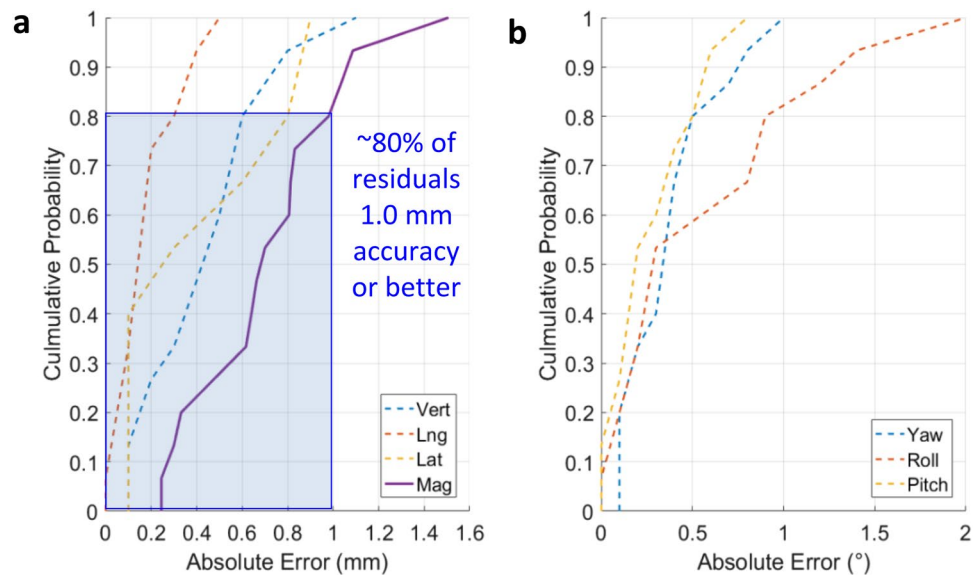 a
Culmulative Probability
1
0.9
0.8
0.7
0.6
0.5
0.4
0.3
0.2
0.1
0
~80% of
residuals
1.0 mm
accuracy
or better
Vert
Lng
Lat
Mag
0 0.2 0.4 0.6 0.8 1 1.2 1.4 1.6
Absolute Error (mm)
b
Culmulative Probability
1
0.9
0.8
0.7
0.6
0.5
0.4
0.3
0.2
0.1
0
Yaw
Roll
Pitch
0 0.5 1 1.5 2
Absolute Error (°)